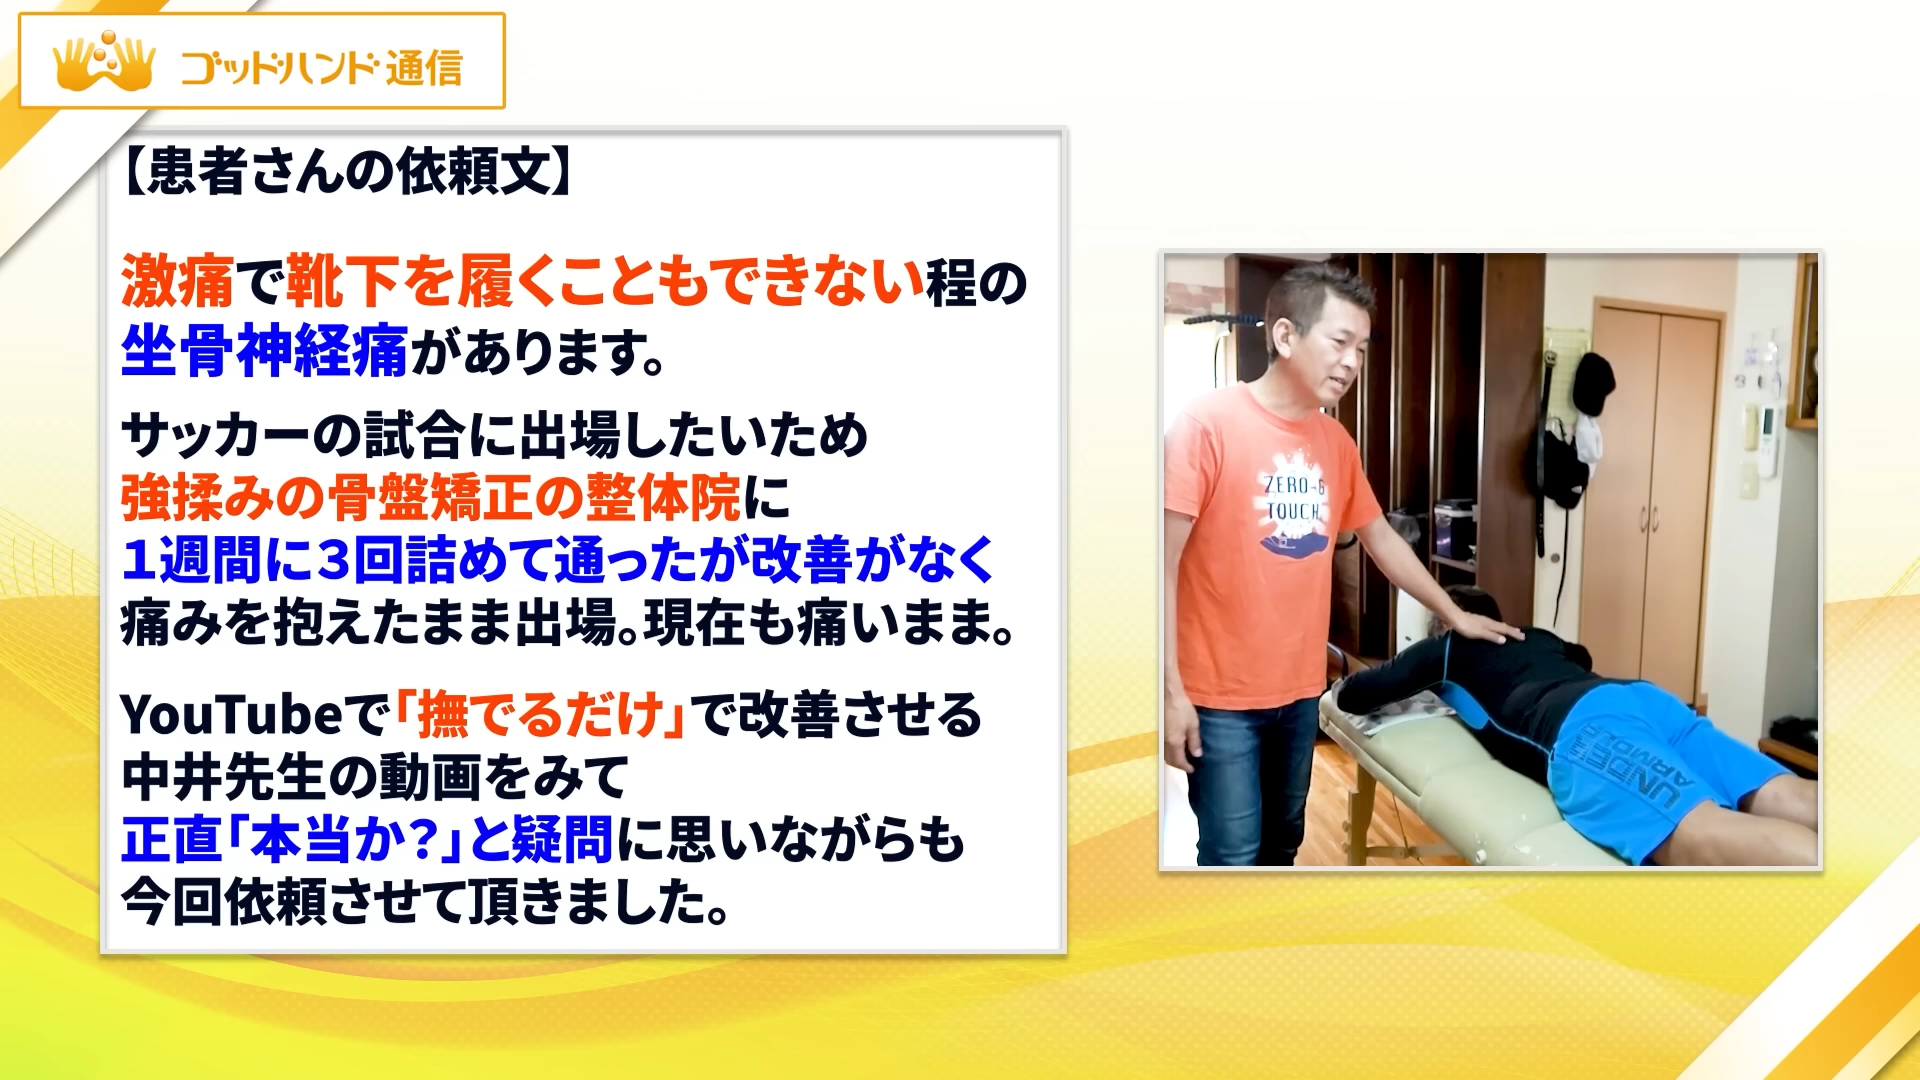 ゴッドハンド通信
【患者さんの依頼文】
激痛で靴下を履くこともできない程の
坐骨神経痛があります。
サッカーの試合に出場したいため
強揉みの骨盤矯正の整体院に
１週間に３回詰めて通ったが改善がなく
痛みを抱えたまま出場。現在も痛いまま。
YouTubeで「撫でるだけ」で改善させる
中井先生の動画をみて
正直「本当か？」と疑問に思いながらも
今回依頼させて頂きました。
ZERO-G
TOUCH
UNDER
ARMOUR